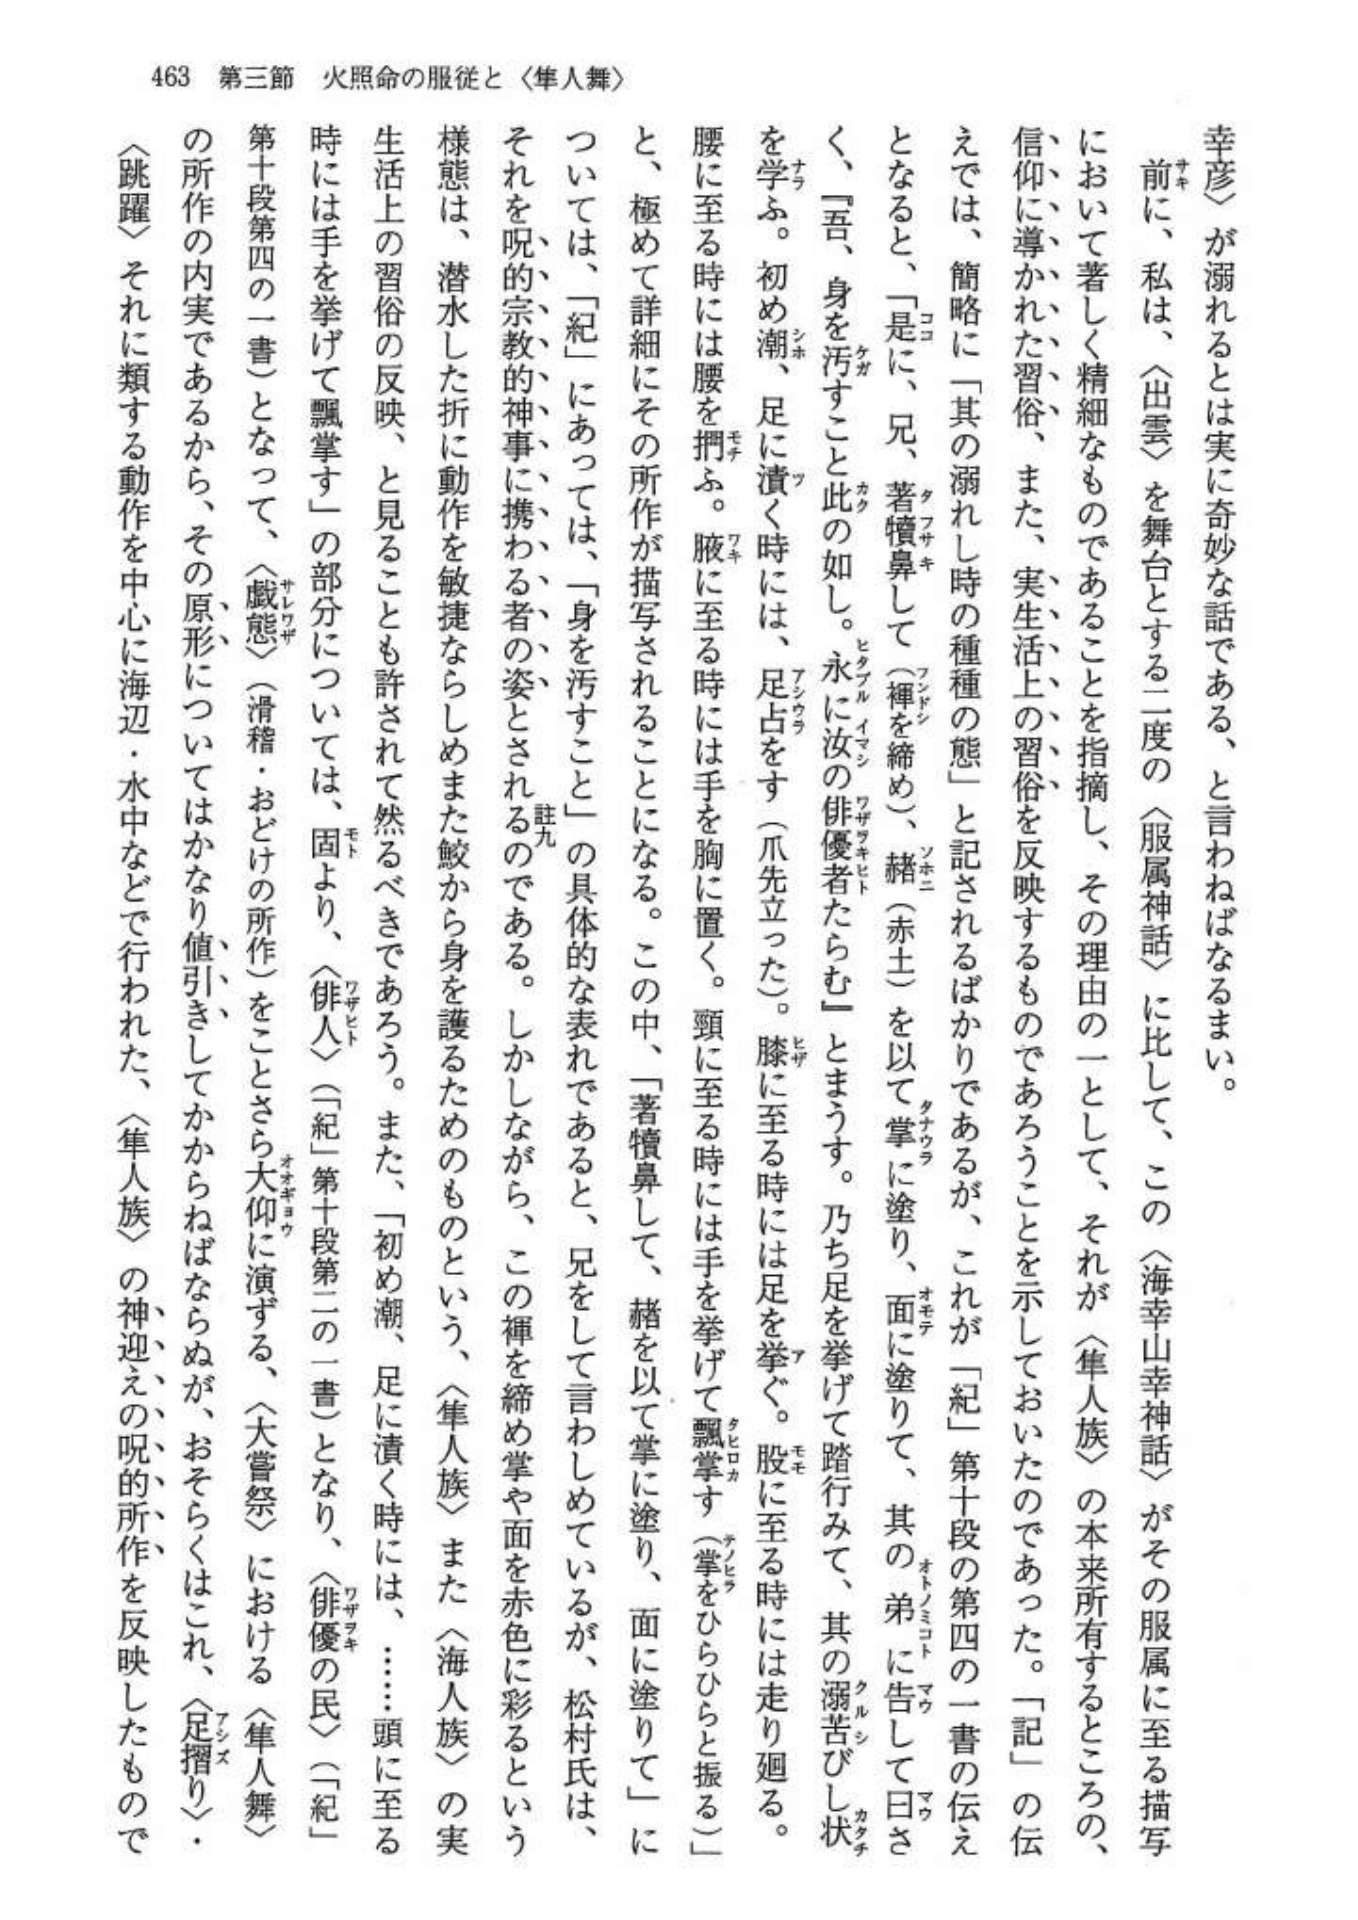 463　第三節　火照命の服従と〈隼人舞〉
幸彦〉が溺れるとは実に奇妙な話である、と言わねばなるまい。
　前に、私は、〈出雲〉を舞台とする二度の〈服属神話〉に比して、この〈海幸山幸神話〉がその服属に至る描写
において著しく精細なものであることを指摘し、その理由の一として、それが〈隼人族〉の本来所有するところの、
信仰に導かれた習俗、また、実生活上の習俗を反映するものであろうことを示しておいたのであった。「記」の伝
えでは、簡略に「其の溺れし時の種種の態」と記されるばかりであるが、これが「紀」第十段の第四の一書の伝え
となると、「是に、兄、著犢鼻して（褌を締め）、赭（赤土）を以て掌に塗り、面に塗りて、其の弟に告して曰さ
く、『吾、身を汚すこと此の如し。永に汝の俳優者たらむ』とまうす。乃ち足を挙げて踏行みて、其の溺苦びし状
を学ふ。初め潮、足に漬く時には、足占をす（爪先立った）。膝に至る時には足を挙ぐ。股に至る時には走り廻る。
腰に至る時には腰を捫ふ。腋に至る時には手を胸に置く。頸に至る時には手を挙げて飄掌す（掌をひらひらと振る）」
と、極めて詳細にその所作が描写されることになる。この中、「著犢鼻して、赭を以て掌に塗り、面に塗りて」に
ついては、「紀」にあっては、「身を汚すこと」の具体的な表れであると、兄をして言わしめているが、松村氏は、
それを呪的宗教的神事に携わる者の姿とされるのである。しかしながら、この褌を締め掌や面を赤色に彩るという
様態は、潜水した折に動作を敏捷ならしめまた鮫から身を護るためのものという、〈隼人族〉また〈海人族〉の実
生活上の習俗の反映、と見ることも許されて然るべきであろう。また、「初め潮、足に漬く時には、……頭に至る
時には手を挙げて飄掌す」の部分については、固より、〈俳人〉（「紀」第十段第二の一書）となり、〈俳優の民〉（「紀」
第十段第四の一書）となって、〈戯態〉（滑稽・おどけの所作）をことさら大仰に演ずる、〈大嘗祭〉における〈隼人舞〉
の所作の内実であるから、その原形についてはかなり値引きしてかからねばならぬが、おそらくはこれ、〈足摺り〉・
〈跳躍〉それに類する動作を中心に海辺・水中などで行われた、〈隼人族〉の神迎えの呪的所作を反映したもので